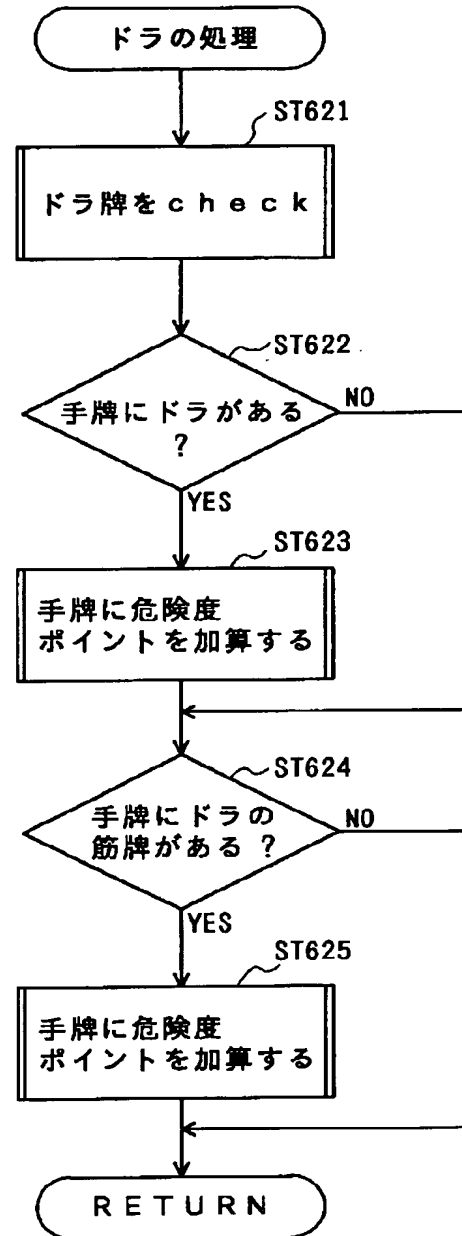 ドラの処理
ST621
ドラ牌をcheck
ST622
手牌にドラがある
?
NO
YES
ST623
手牌に危険度
ポイントを加算する
ST624
手牌にドラの
筋牌がある ?
NO
YES
ST625
手牌に危険度
ポイントを加算する
RETURN